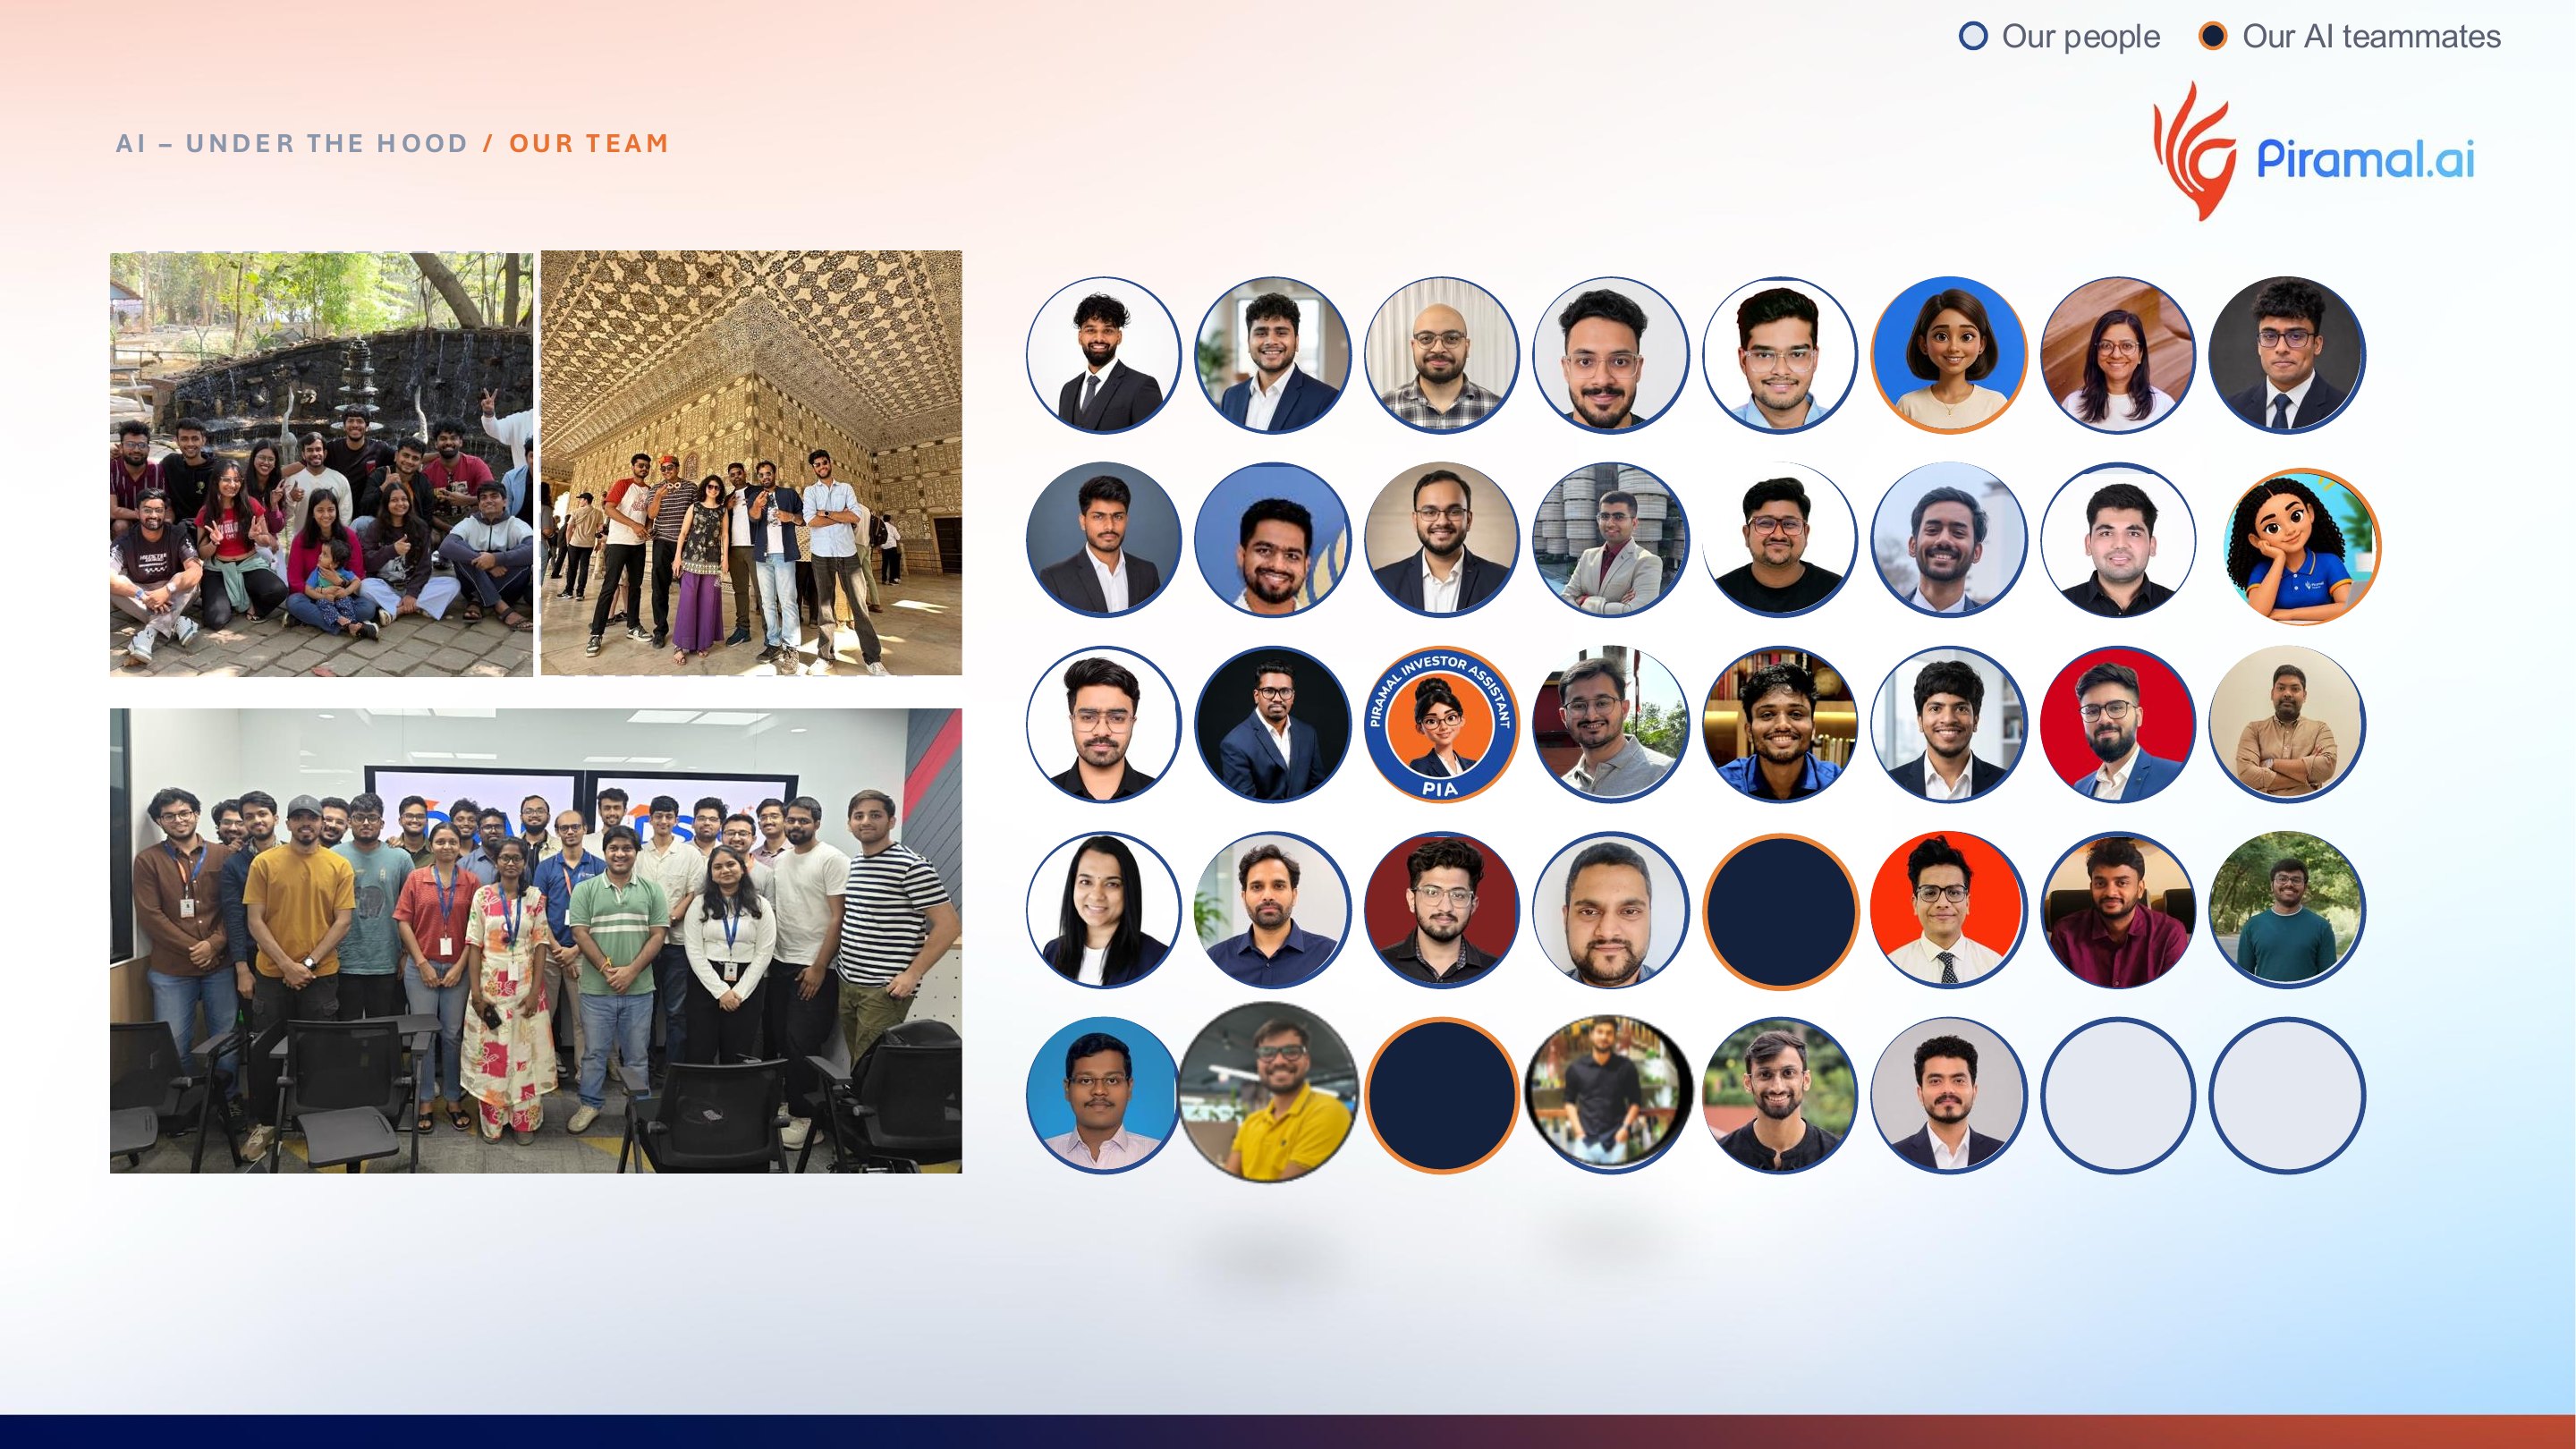 Our people
Our AI teammates
AI – UNDER THE HOOD / OUR TEAM
Piramal.ai
PIRAMAL INVESTOR ASSISTANT
PIA